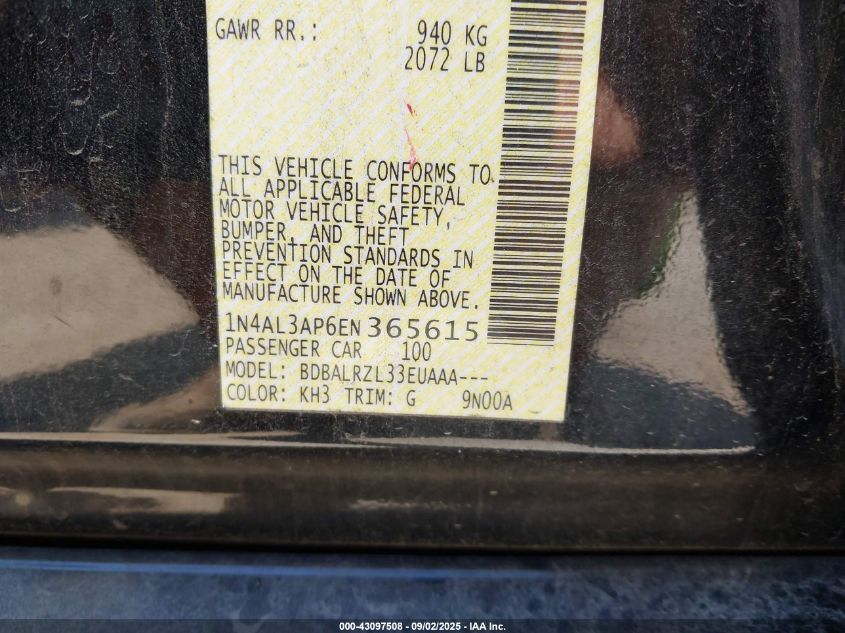 GAWR RR.: 940 KG
2072 LB
THIS VEHICLE CONFORMS TO
ALL APPLICABLE FEDERAL
MOTOR VEHICLE SAFETY,
BUMPER, AND THEFT
PREVENTION STANDARDS IN
EFFECT ON THE DATE OF
MANUFACTURE SHOWN ABOVE.
1N4AL3AP6EN 365615
PASSENGER CAR 100
MODEL: BDBALRZL33EUAAA---
COLOR: KH3 TRIM: G 9N00A
000-43097508 - 09/02/2025 - IAA Inc.